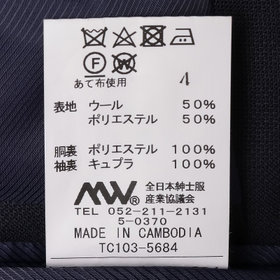 F W
あて布使用
4
表地 ウール 50%
ポリエステル 50%
胴裏 ポリエステル 100%
袖裏 キュプラ 100%
MW 全日本紳士服
産業協議会
TEL 052-211-2131
5-0370
MADE IN CAMBODIA
TC103-5684